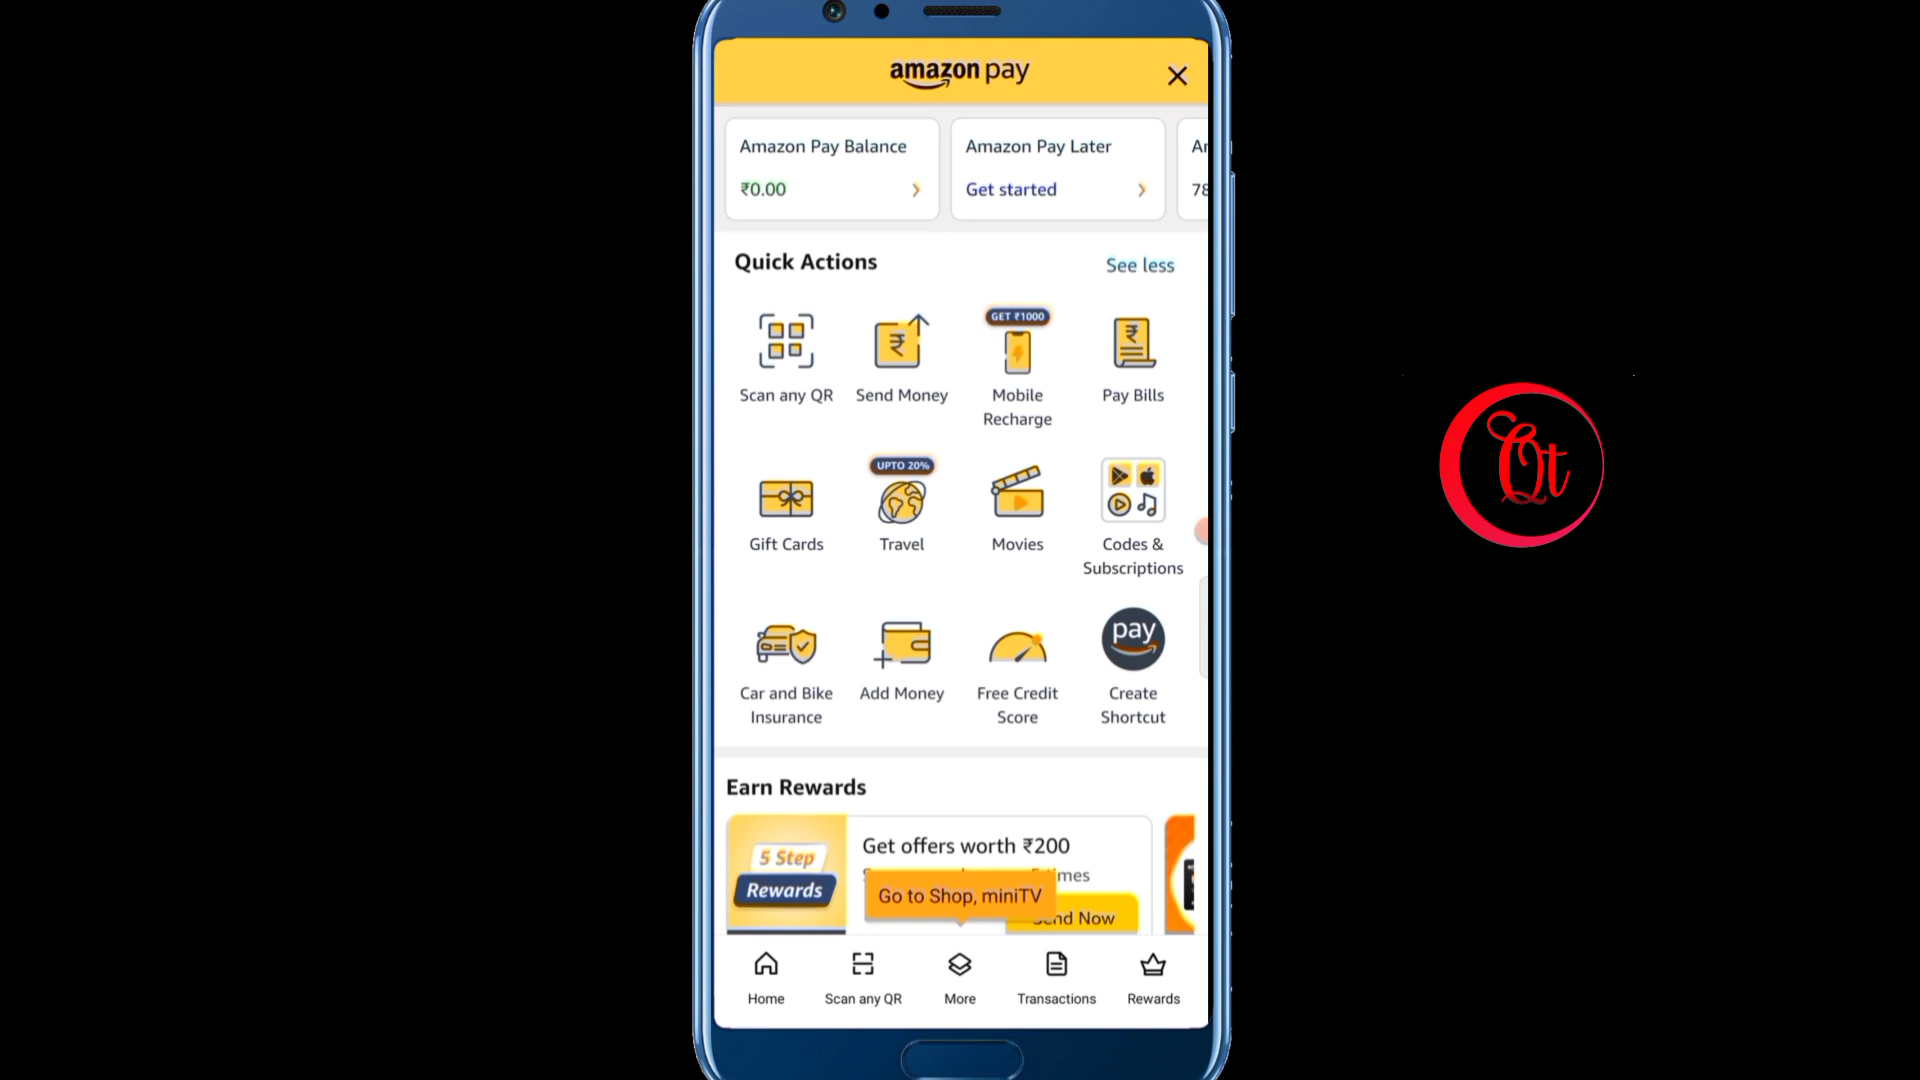 amazon pay
Amazon Pay Balance
₹0.00
Amazon Pay Later
Get started
78
Quick Actions
See less
Scan any QR
Send Money
GET ₹1000
Mobile
Recharge
Pay Bills
Gift Cards
UPTO 20%
Travel
Movies
Codes &
Subscriptions
Car and Bike
Insurance
Add Money
Free Credit
Score
pay
Create
Shortcut
Earn Rewards
5 Step
Rewards
Get offers worth ₹200
times
Go to Shop, miniTV
Send Now
Home
Scan any QR
More
Transactions
Rewards
Qt